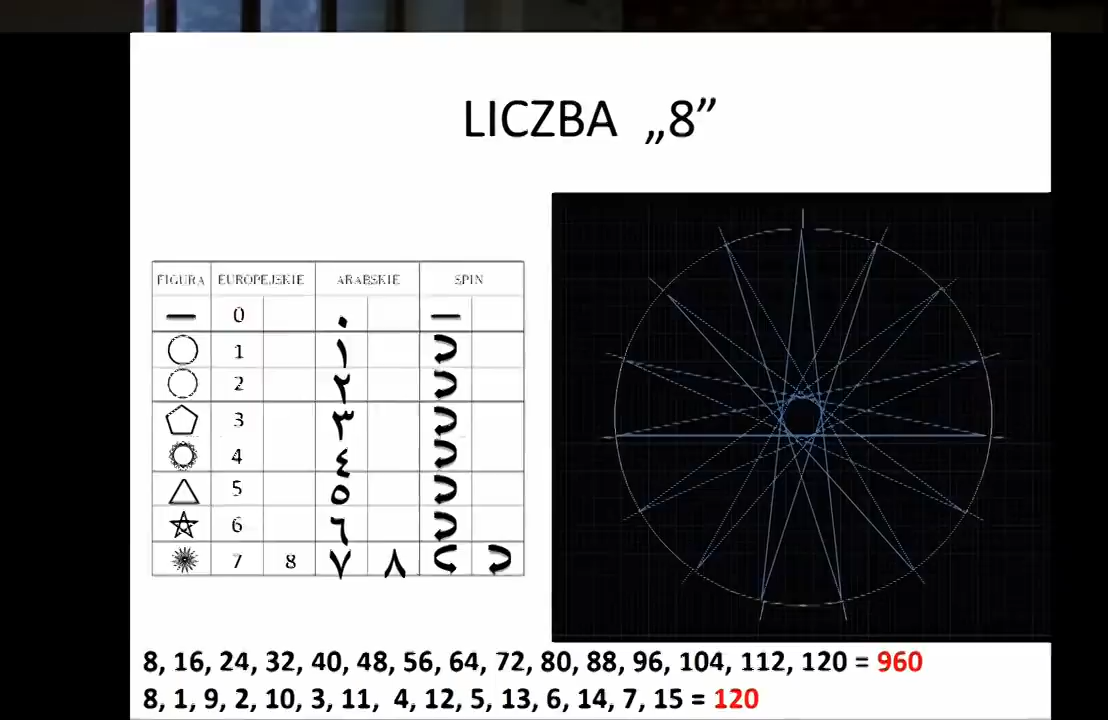 LICZBA „8”
FIGURA EUROPEJSKIE ARABSKIE SPIN
0 ٠
1 ١
2 ٢
3 ٣
4 ٤
5 ٥
6 ٦
7 8 ٧ ٨
8, 16, 24, 32, 40, 48, 56, 64, 72, 80, 88, 96, 104, 112, 120 = 960
8, 1, 9, 2, 10, 3, 11, 4, 12, 5, 13, 6, 14, 7, 15 = 120